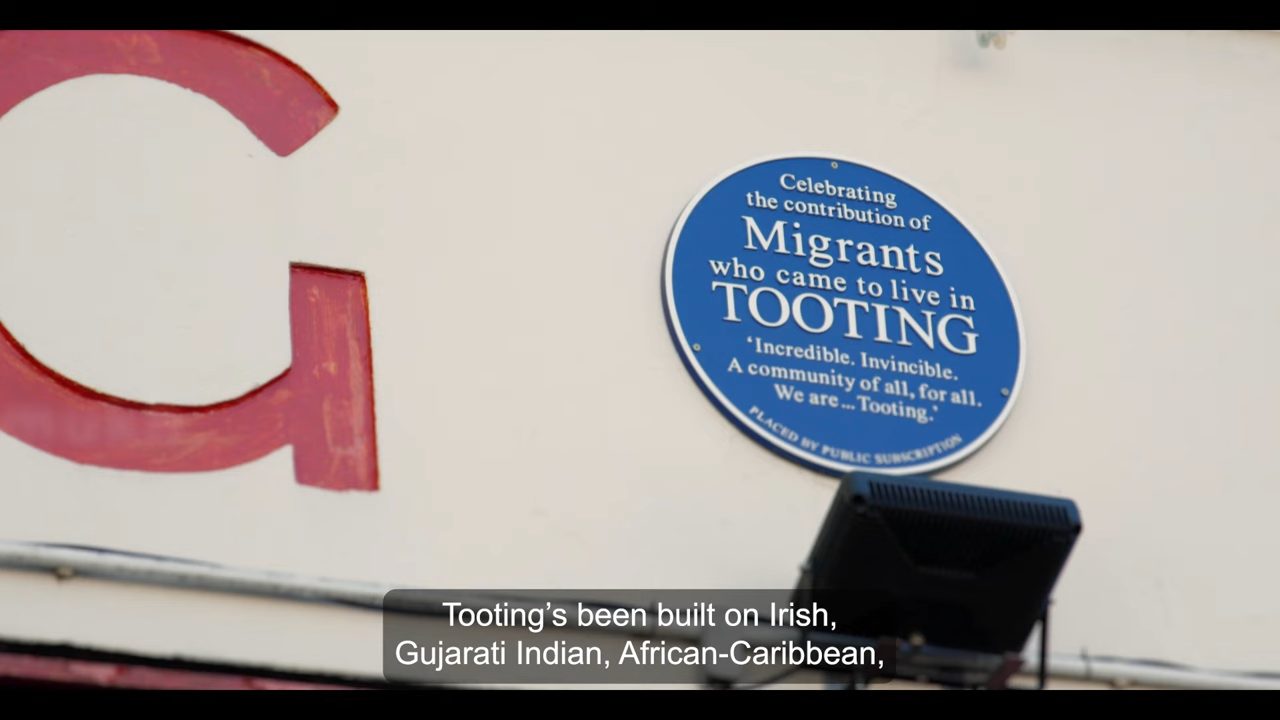 G
Celebrating
the contribution of
Migrants
who came to live in
TOOTING
‘Incredible. Invincible.
A community of all, for all.
We are ... Tooting.’
PLACED BY PUBLIC SUBSCRIPTION
Tooting’s been built on Irish,
Gujarati Indian, African-Caribbean,